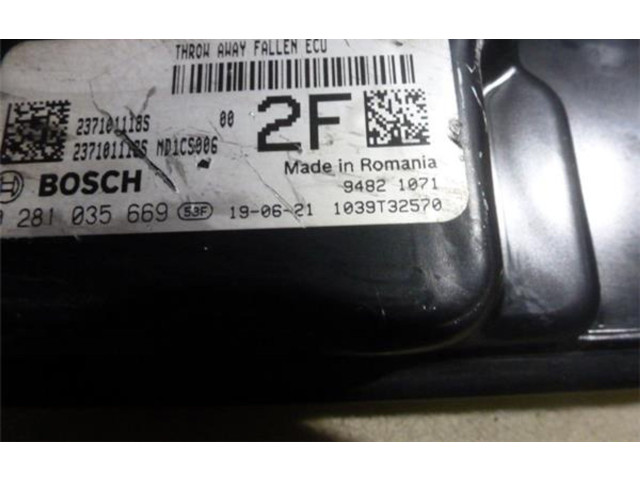 THROW AWAY FALLEN ECU
237101118S 00
237101118S MD1CS006
2F
Made in Romania
BOSCH
9482 1071
0 281 035 669 53F 19-06-21 1039T32570